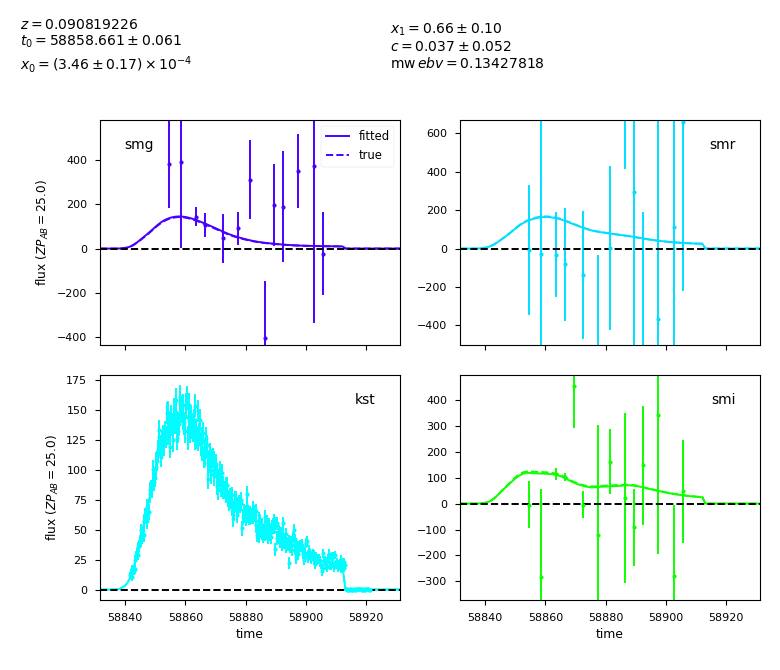 z = 0.090819226
t₀ = 58858.661 ± 0.061
x₀ = (3.46 ± 0.17) × 10⁻⁴
x₁ = 0.66 ± 0.10
c = 0.037 ± 0.052
mw ebv = 0.13427818
smg
fitted
true
400
200
0
−200
−400
flux (ZP_AB = 25.0)
smr
600
400
200
0
−200
−400
kst
175
150
125
100
75
50
25
0
flux (ZP_AB = 25.0)
58840 58860 58880 58900 58920
time
smi
400
300
200
100
0
−100
−200
−300
58840 58860 58880 58900 58920
time